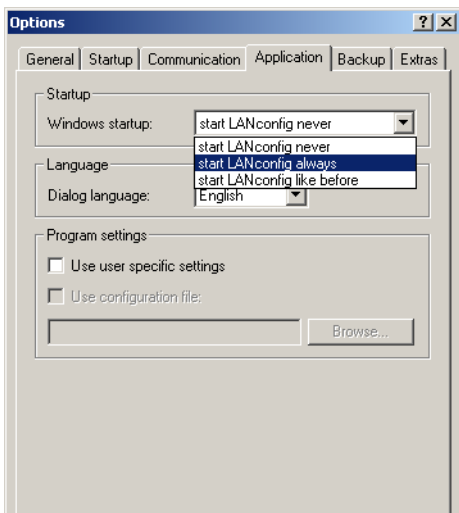 Options
General Startup Communication Application Backup Extras
Startup
Windows startup: start LANconfig never
start LANconfig never
start LANconfig always
start LANconfig like before
Language
Dialog language: English
Program settings
Use user specific settings
Use configuration file:
Browse...